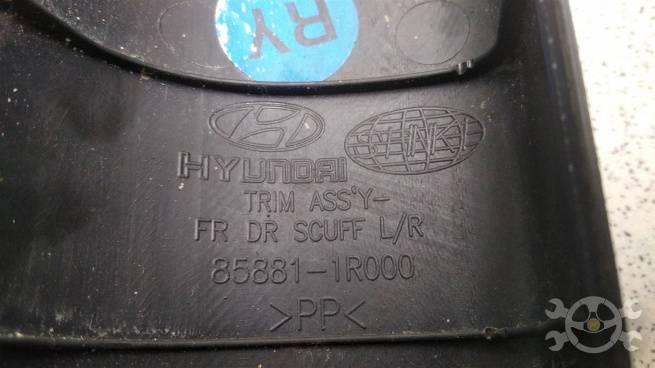 RY
HYUNDAI
TRIM ASS'Y-
FR DR SCUFF L/R
85881-1R000
>PP<